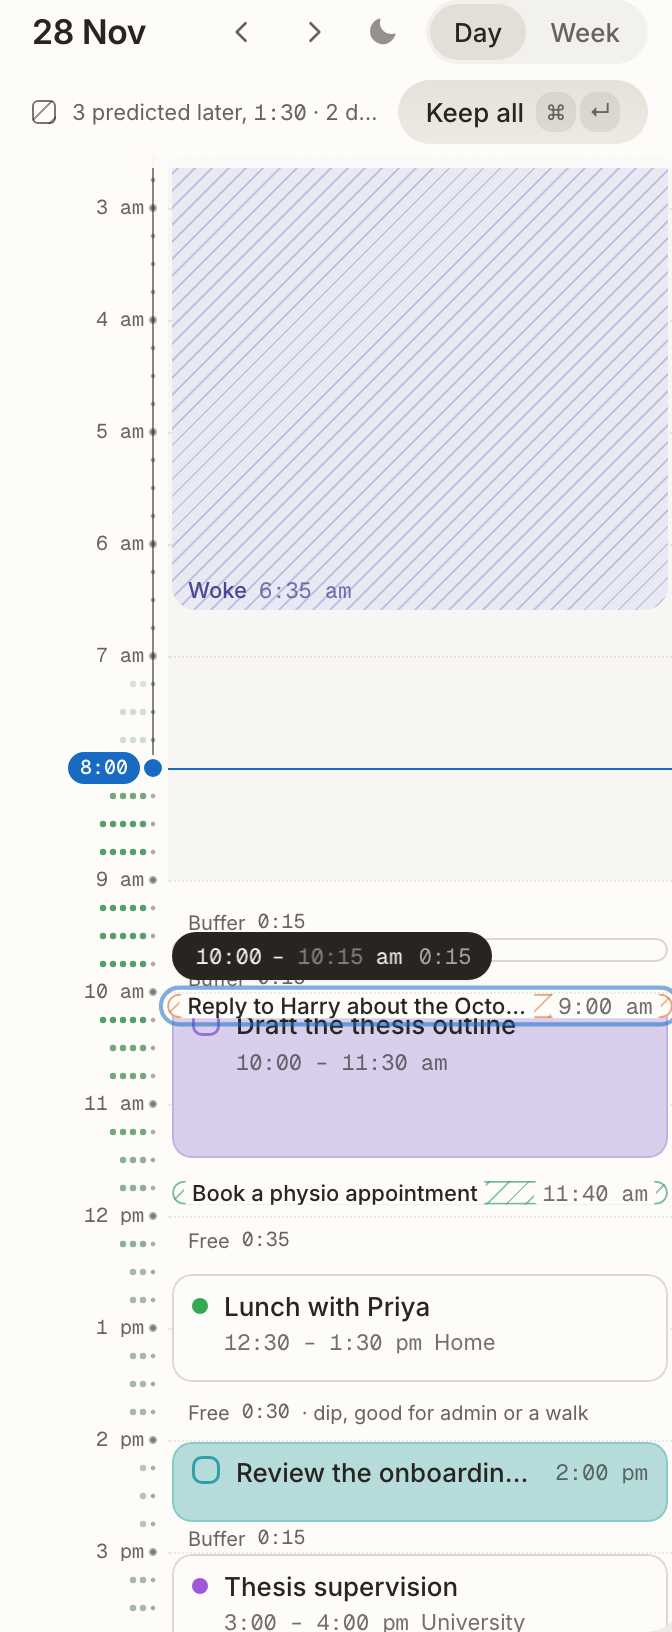 28 Nov
Day
Week
3 predicted later, 1:30 · 2 d...
Keep all ⌘ ↵
3 am
4 am
5 am
6 am
Woke 6:35 am
7 am
8:00
9 am
Buffer 0:15
10:00 – 10:15 am 0:15
Buffer 0:15
10 am
Reply to Harry about the Octo... 9:00 am
Draft the thesis outline
10:00 – 11:30 am
11 am
Book a physio appointment 11:40 am
12 pm
Free 0:35
Lunch with Priya
1 pm
12:30 – 1:30 pm Home
Free 0:30 · dip, good for admin or a walk
2 pm
Review the onboardin... 2:00 pm
Buffer 0:15
3 pm
Thesis supervision
3:00 – 4:00 pm University